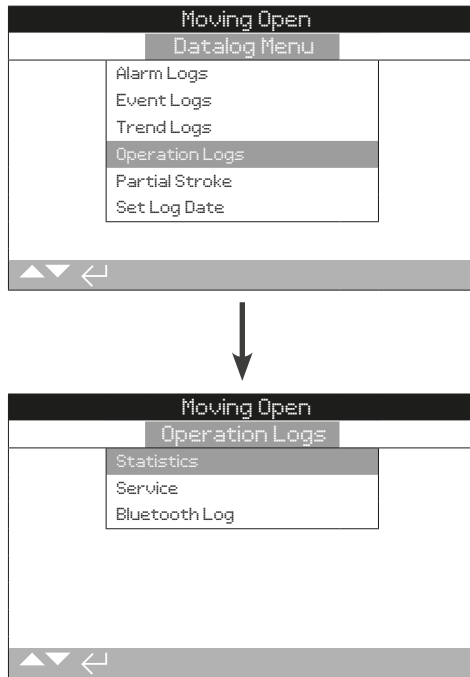 Moving Open
Datalog Menu
Alarm Logs
Event Logs
Trend Logs
Operation Logs
Partial Stroke
Set Log Date
Moving Open
Operation Logs
Statistics
Service
Bluetooth Log